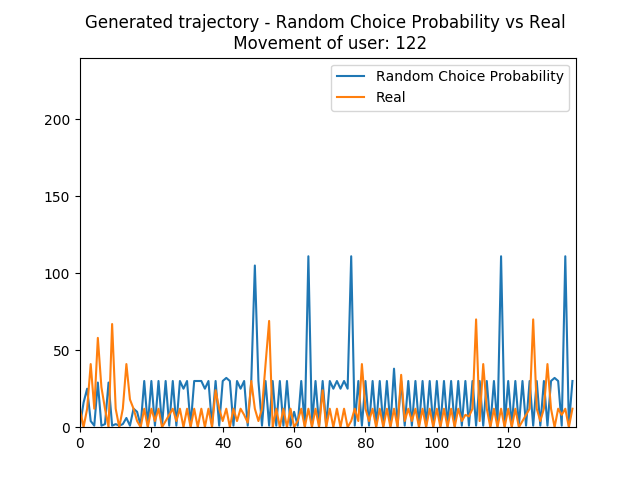 Generated trajectory - Random Choice Probability vs Real
Movement of user: 122
Random Choice Probability
Real
200
150
100
50
0
0 20 40 60 80 100 120